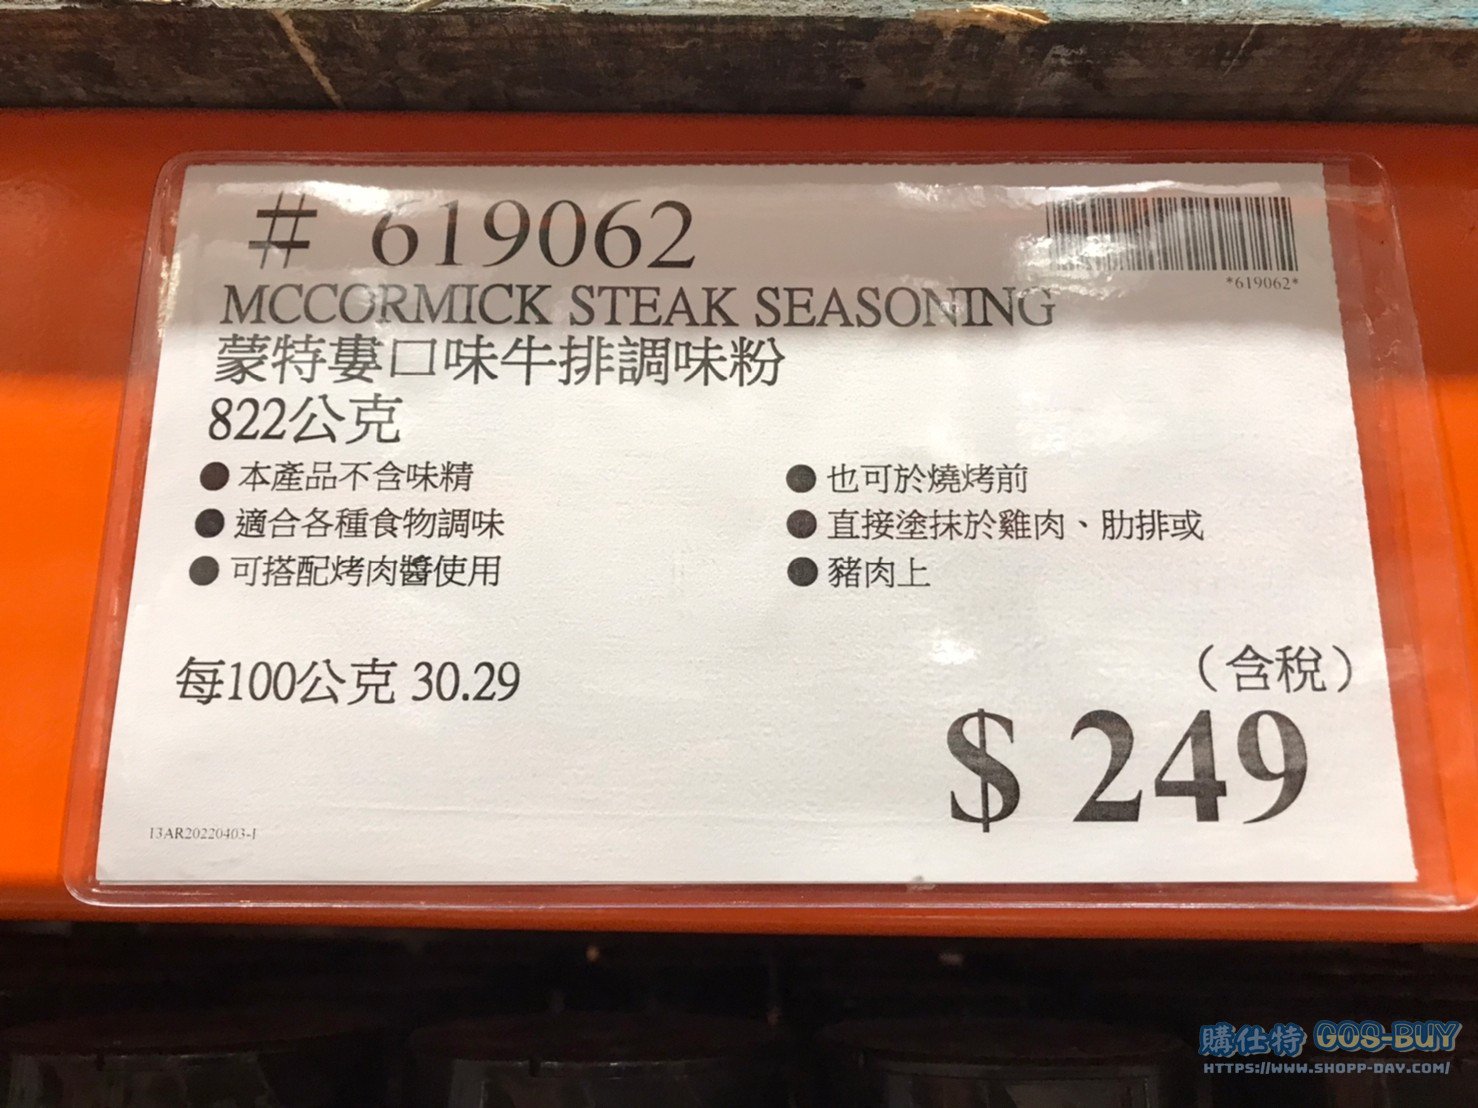 # 619062
*619062*
MCCORMICK STEAK SEASONING
蒙特婁口味牛排調味粉
822公克
● 本產品不含味精
● 適合各種食物調味
● 可搭配烤肉醬使用
● 也可於燒烤前
● 直接塗抹於雞肉、肋排或
● 豬肉上
每100公克 30.29
（含稅）
$ 249
13AR20220403-1
購仕特 GOS-BUY
HTTPS://WWW.SHOPP-DAY.COM/